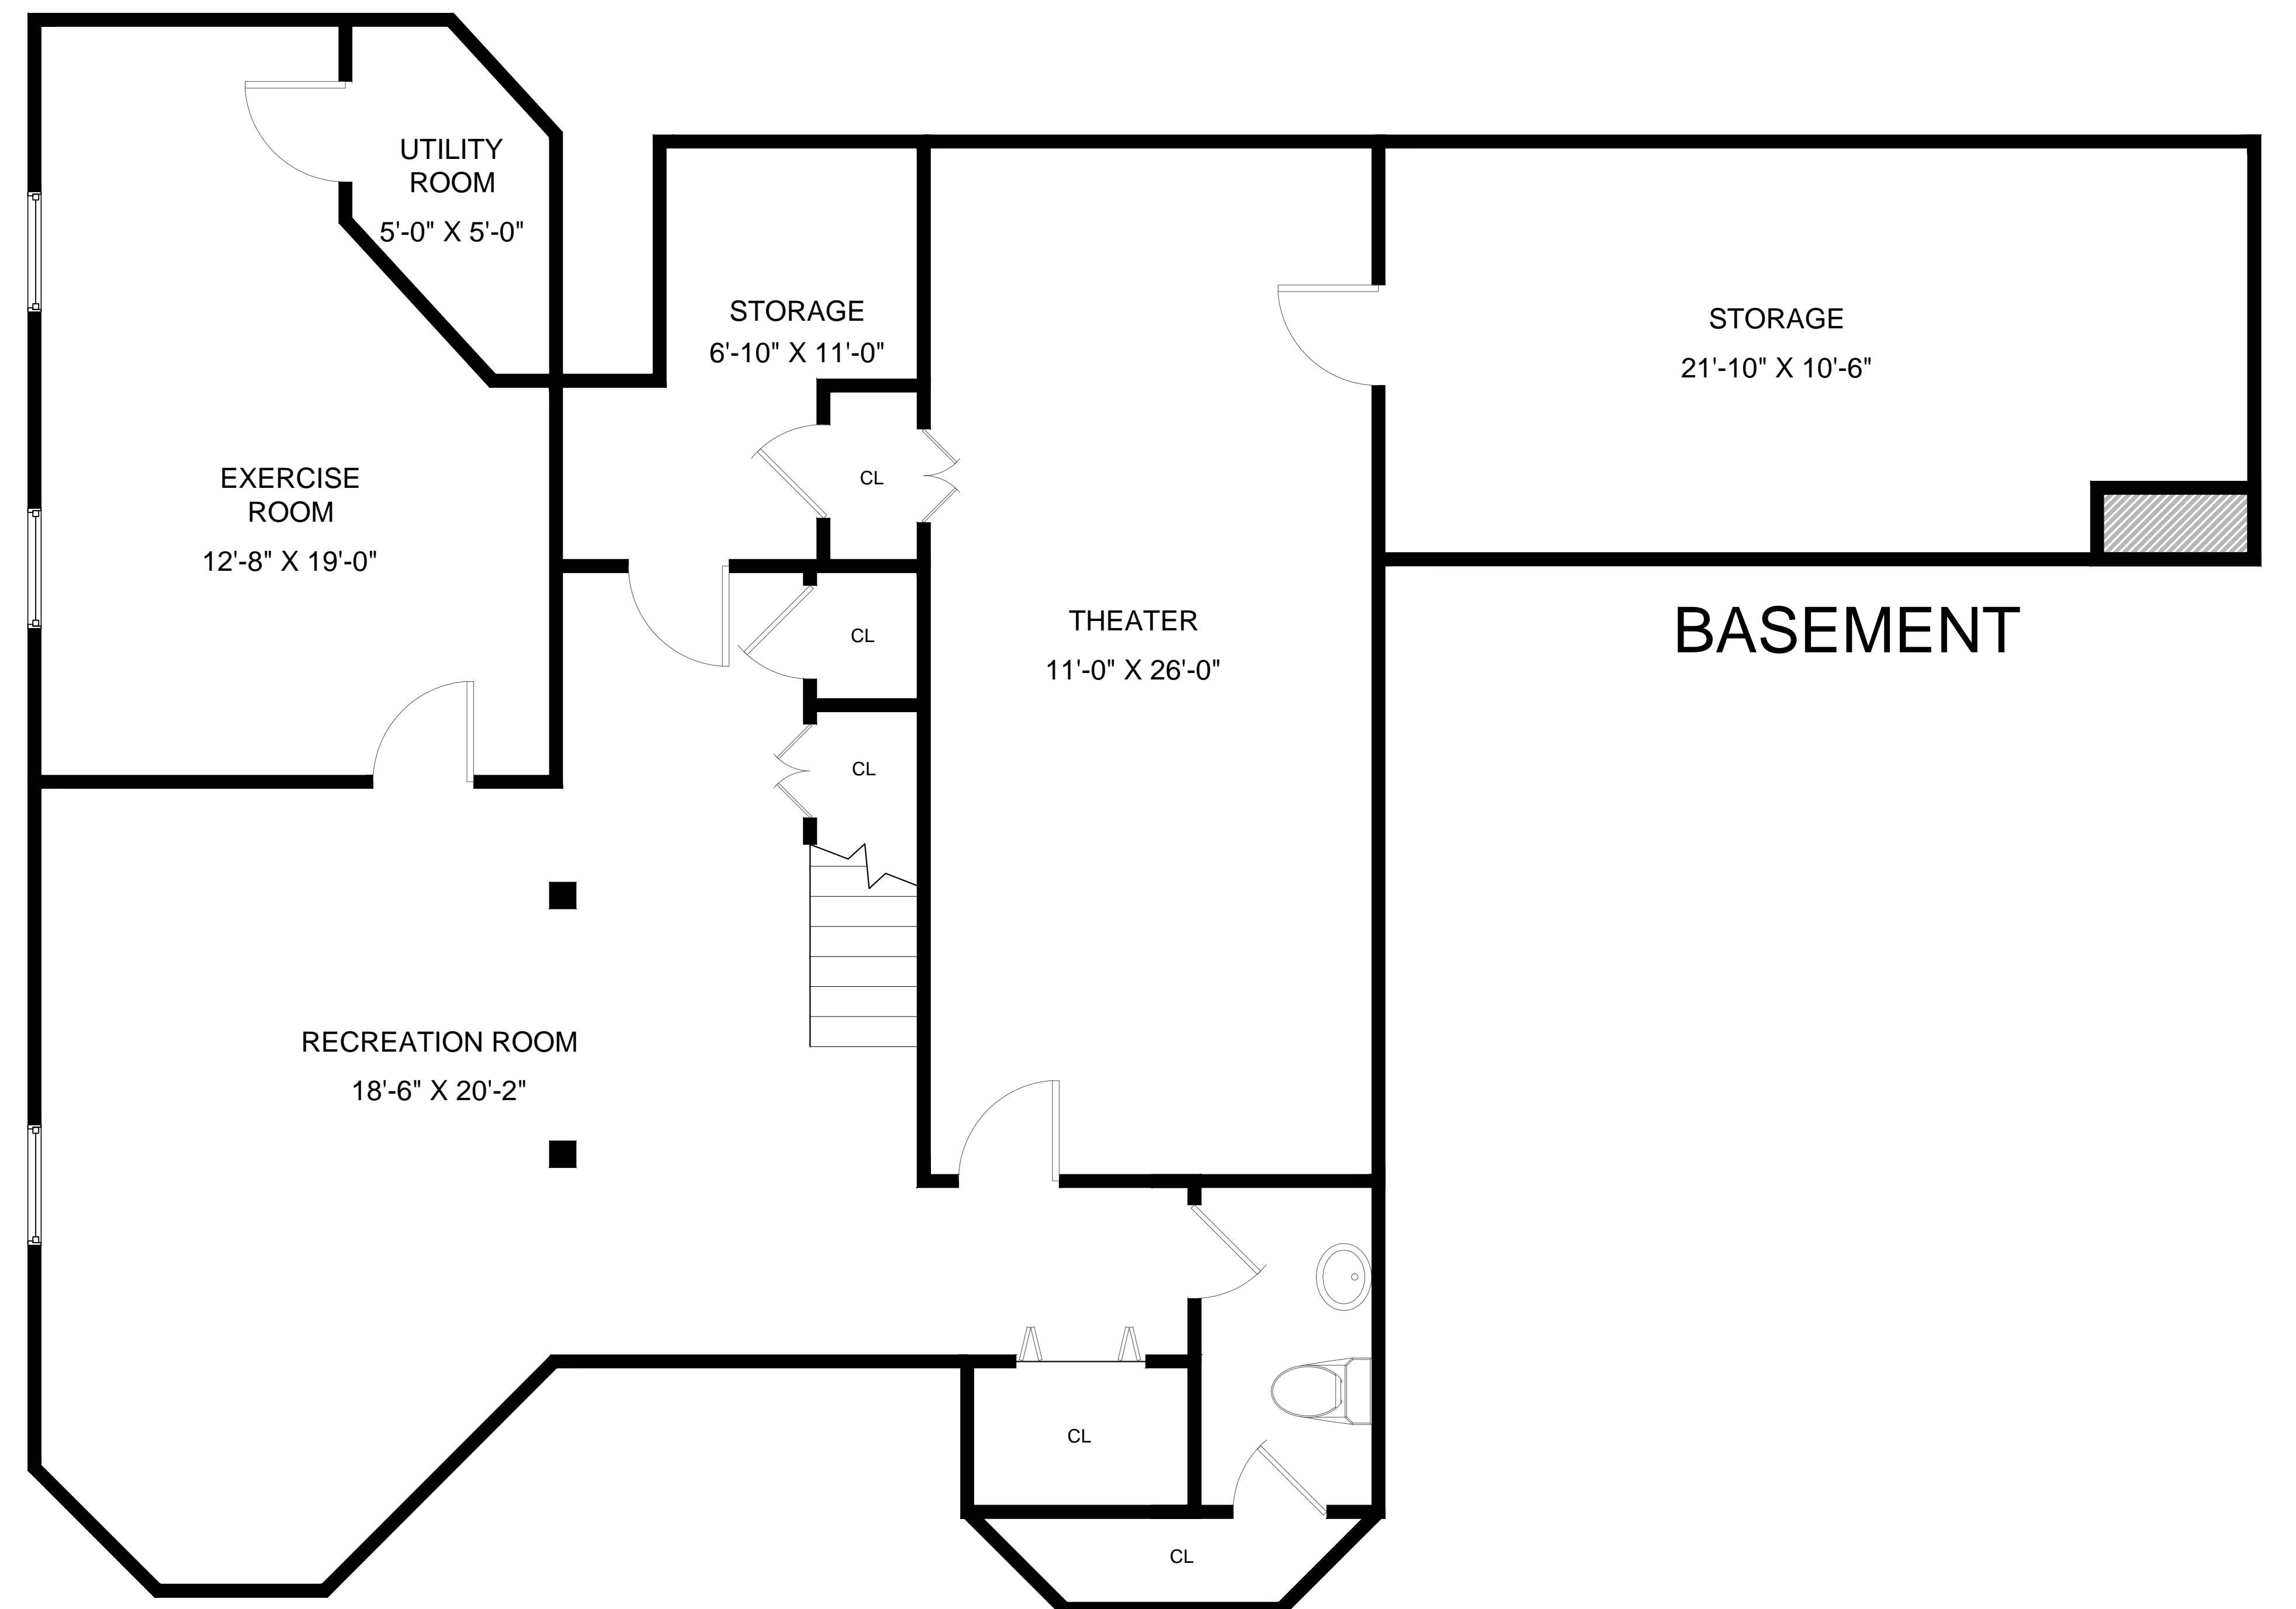 UTILITY
ROOM
5'-0" X 5'-0"
STORAGE
6'-10" X 11'-0"
STORAGE
21'-10" X 10'-6"
EXERCISE
ROOM
12'-8" X 19'-0"
CL
CL
CL
THEATER
11'-0" X 26'-0"
BASEMENT
RECREATION ROOM
18'-6" X 20'-2"
CL
CL